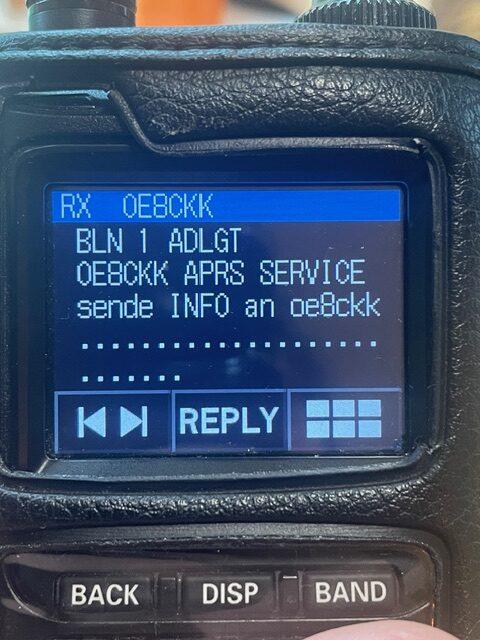 RX OE8CKK
BLN 1 ADLGT
OE8CKK APRS SERVICE
sende INFO an oe8ckk
...................
.......
REPLY
BACK DISP BAND